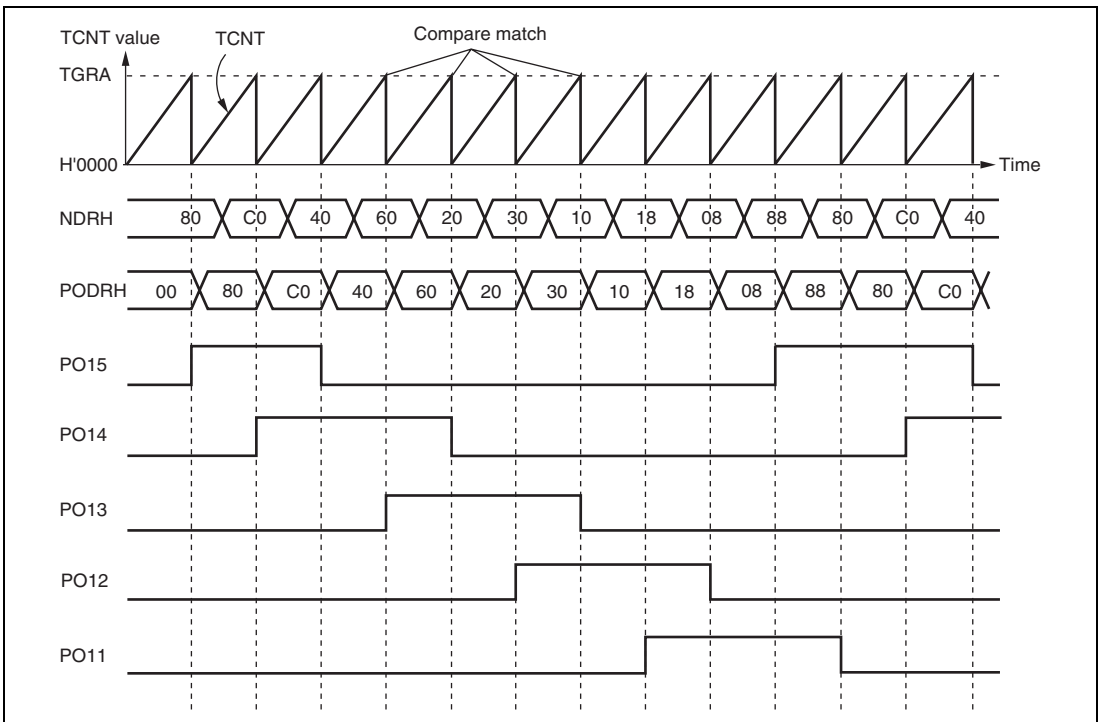 TCNT value
TCNT
Compare match
TGRA
H'0000
Time
NDRH 80 C0 40 60 20 30 10 18 08 88 80 C0 40
PODRH 00 80 C0 40 60 20 30 10 18 08 88 80 C0
PO15
PO14
PO13
PO12
PO11